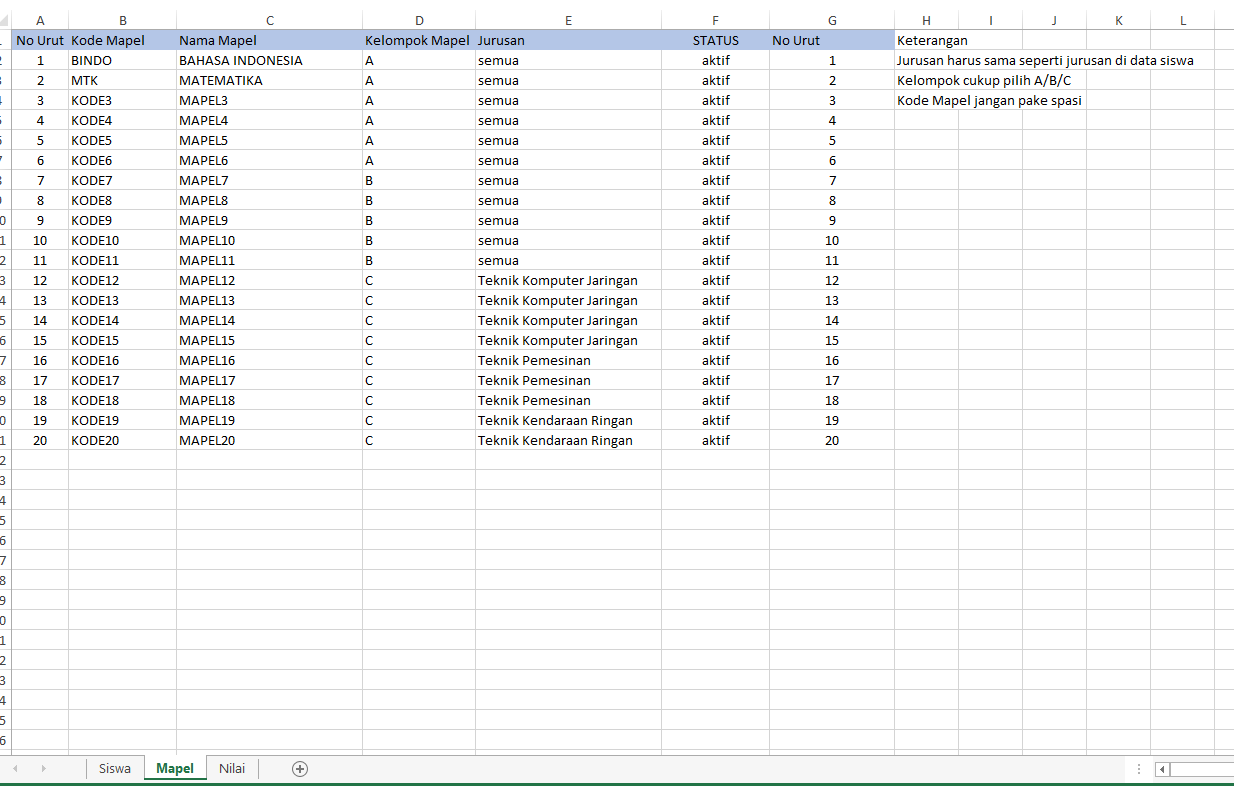 A B C D E F G H I J K L
No Urut Kode Mapel Nama Mapel Kelompok Mapel Jurusan STATUS No Urut Keterangan
1 BINDO BAHASA INDONESIA A semua aktif 1 Jurusan harus sama seperti jurusan di data siswa
2 MTK MATEMATIKA A semua aktif 2 Kelompok cukup pilih A/B/C
3 KODE3 MAPEL3 A semua aktif 3 Kode Mapel jangan pake spasi
4 KODE4 MAPEL4 A semua aktif 4
5 KODE5 MAPEL5 A semua aktif 5
6 KODE6 MAPEL6 A semua aktif 6
7 KODE7 MAPEL7 B semua aktif 7
8 KODE8 MAPEL8 B semua aktif 8
9 KODE9 MAPEL9 B semua aktif 9
10 KODE10 MAPEL10 B semua aktif 10
11 KODE11 MAPEL11 B semua aktif 11
12 KODE12 MAPEL12 C Teknik Komputer Jaringan aktif 12
13 KODE13 MAPEL13 C Teknik Komputer Jaringan aktif 13
14 KODE14 MAPEL14 C Teknik Komputer Jaringan aktif 14
15 KODE15 MAPEL15 C Teknik Komputer Jaringan aktif 15
16 KODE16 MAPEL16 C Teknik Pemesinan aktif 16
17 KODE17 MAPEL17 C Teknik Pemesinan aktif 17
18 KODE18 MAPEL18 C Teknik Pemesinan aktif 18
19 KODE19 MAPEL19 C Teknik Kendaraan Ringan aktif 19
20 KODE20 MAPEL20 C Teknik Kendaraan Ringan aktif 20
Siswa Mapel Nilai